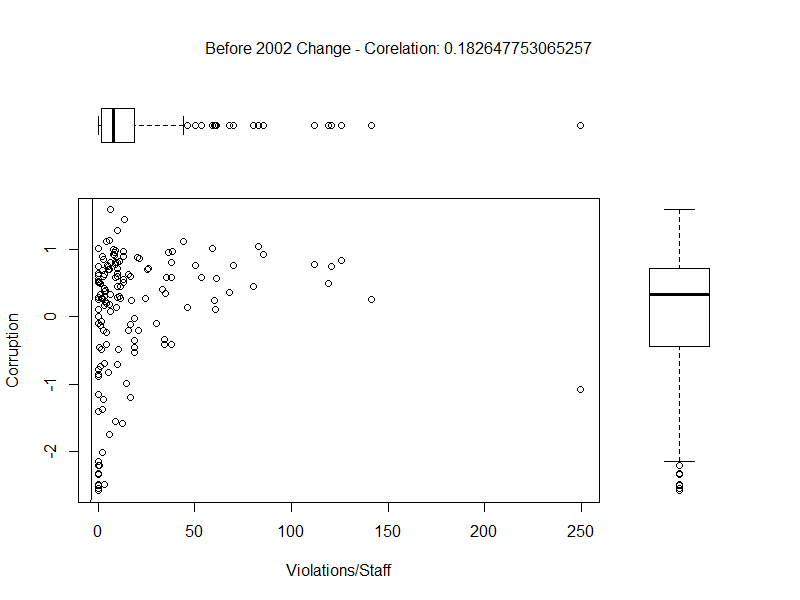 Before 2002 Change - Corelation: 0.182647753065257
1
0
-1
-2
Corruption
0 50 100 150 200 250
Violations/Staff